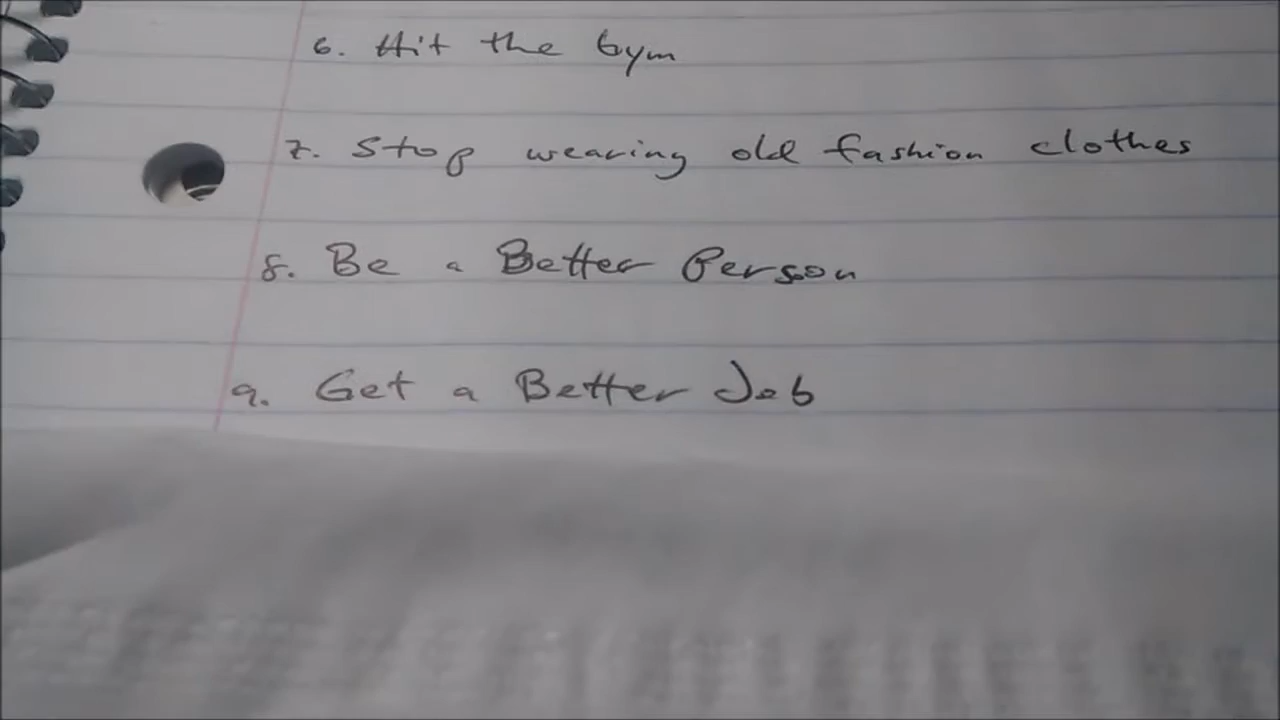 6. Hit the Gym
7. Stop wearing old fashion clothes
8. Be a Better Person
9. Get a Better Job